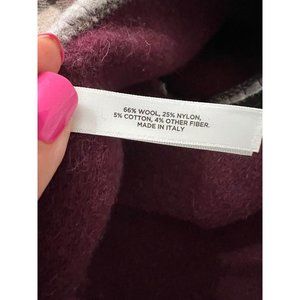 66% WOOL, 25% NYLON,
5% COTTON, 4% OTHER FIBER.
MADE IN ITALY